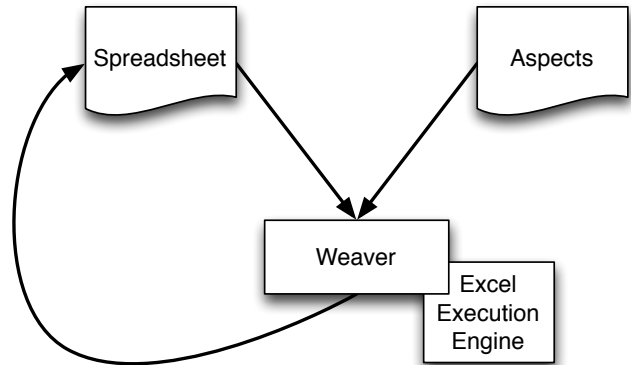 Spreadsheet
Aspects
Weaver
Excel
Execution
Engine